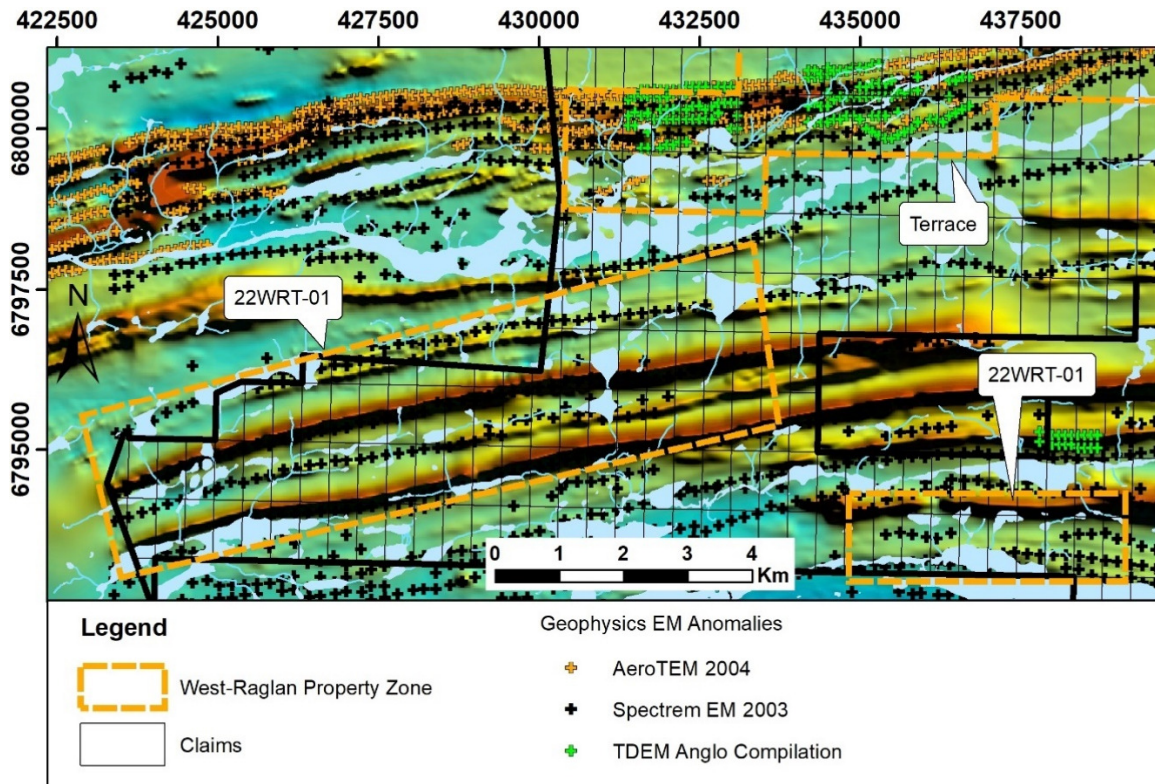 422500 425000 427500 430000 432500 435000 437500
6800000
Terrace
6797500
22WRT-01
N
22WRT-01
6795000
0 1 2 3 4
Km
Legend
West-Raglan Property Zone
Claims
Geophysics EM Anomalies
AeroTEM 2004
Spectrem EM 2003
TDEM Anglo Compilation